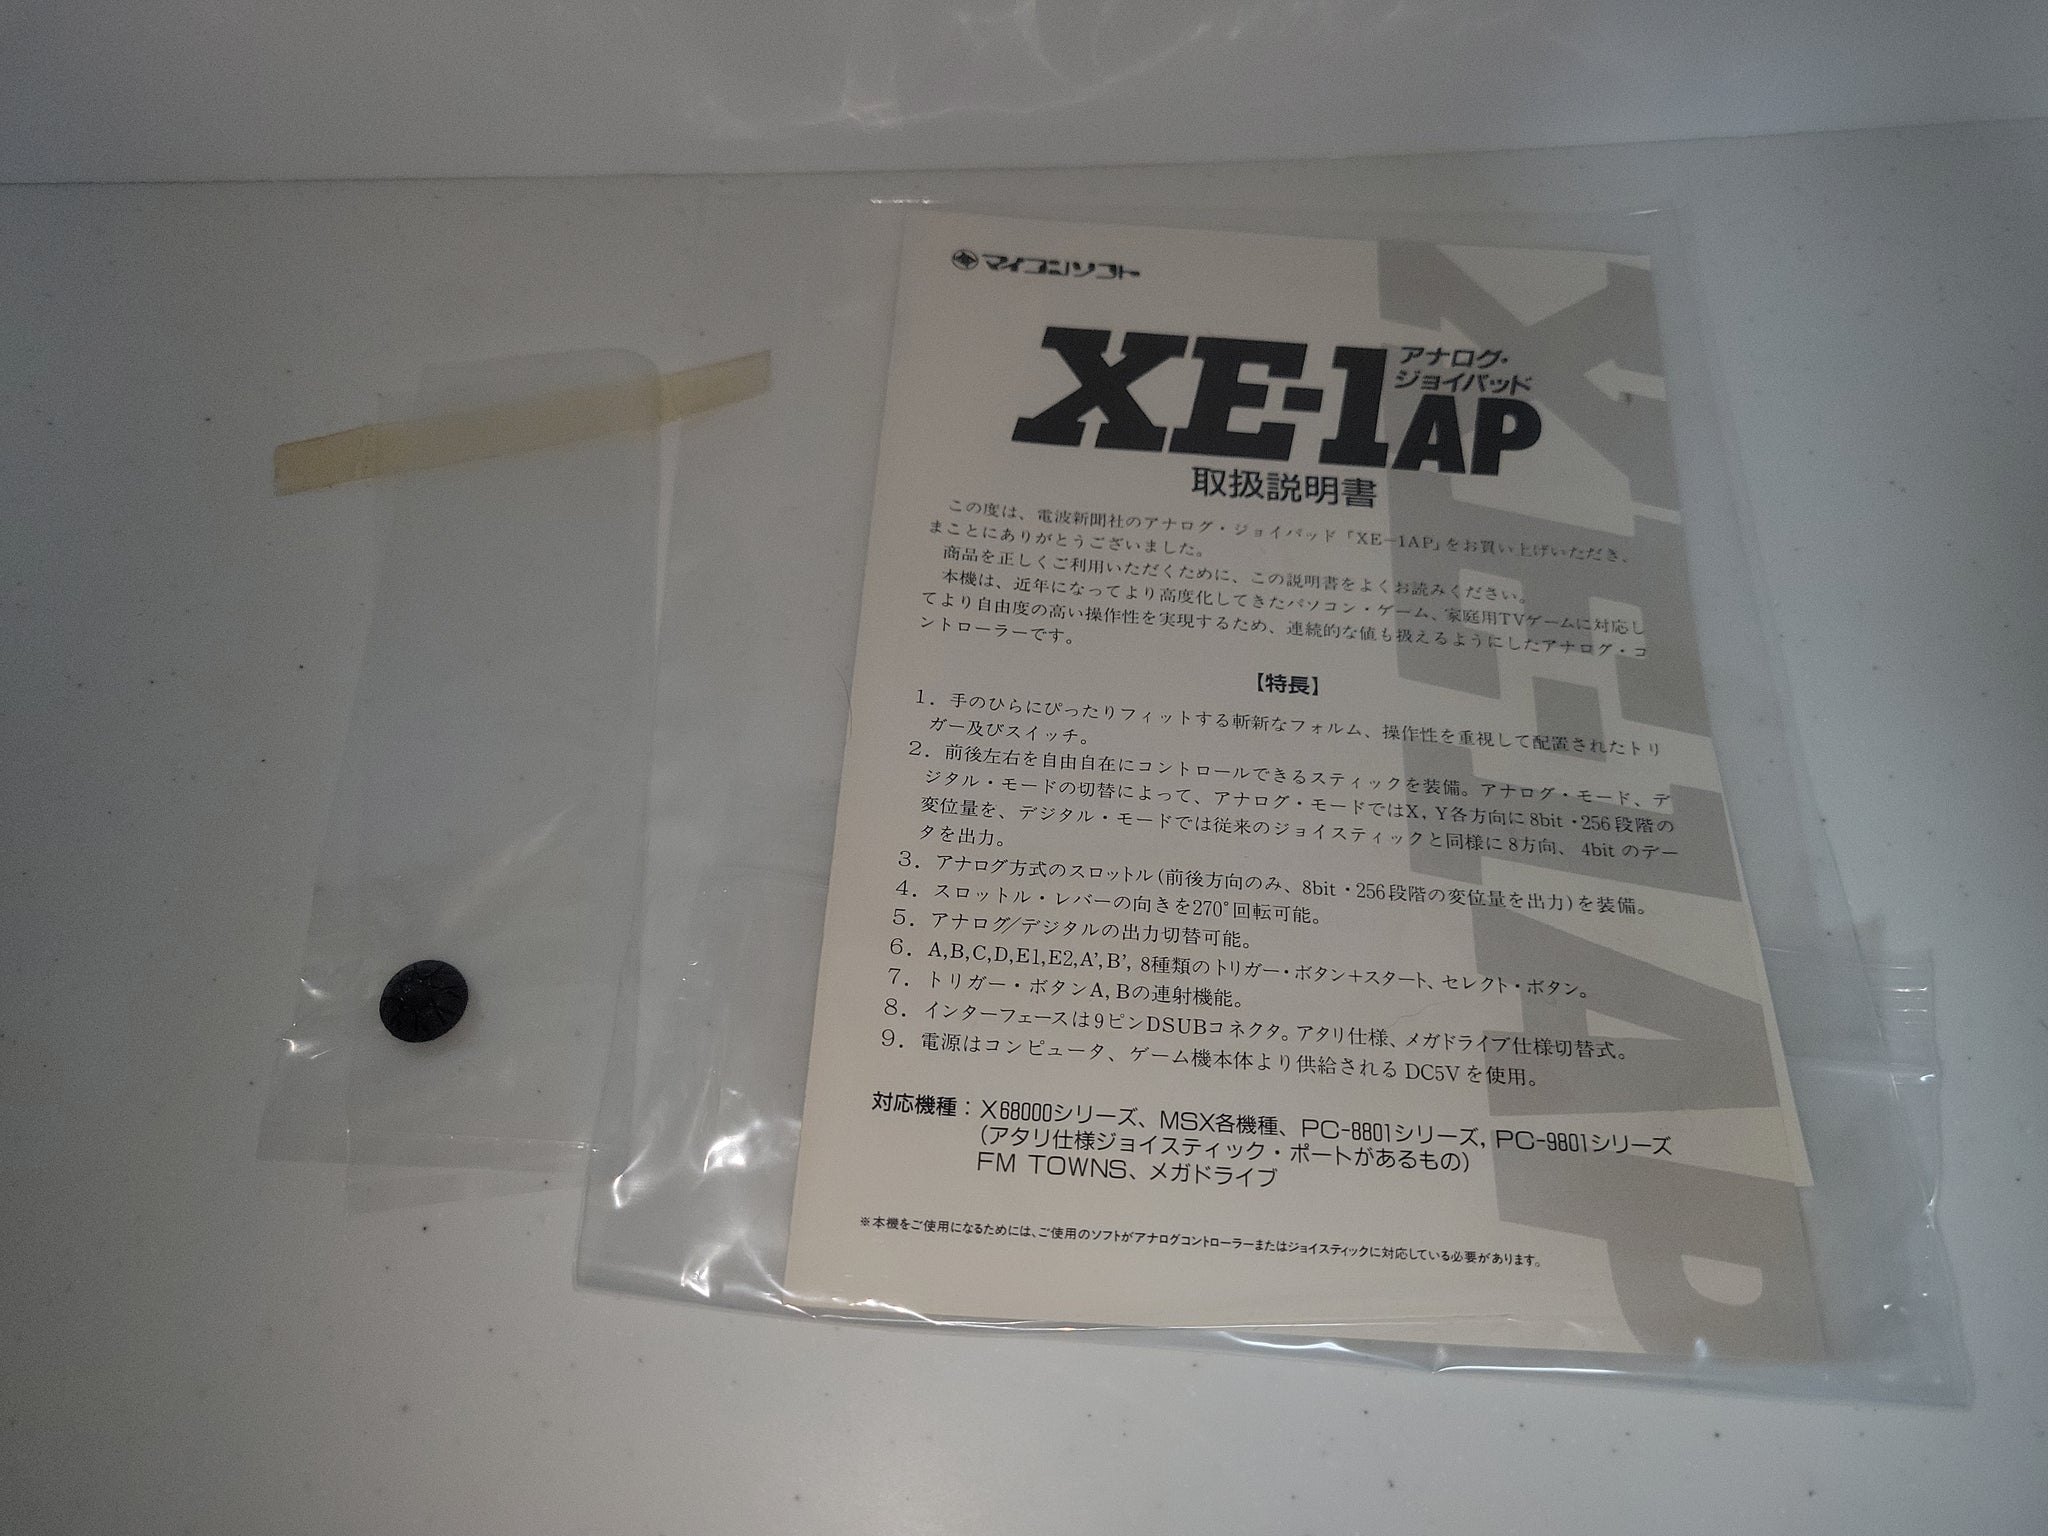 マイコンソフト
XE-1AP
アナログ・
ジョイパッド
取扱説明書
この度は、電波新聞社のアナログ・ジョイパッド「XE-1AP」をお買い上げいただき、
まことにありがとうございました。
商品を正しくご利用いただくために、この説明書をよくお読みください。
本機は、近年になってより高度化してきたパソコン・ゲーム、家庭用TVゲームに対応し
てより自由度の高い操作性を実現するため、連続的な値も扱えるようにしたアナログ・コ
ントローラーです。
【特長】
1. 手のひらにぴったりフィットする斬新なフォルム、操作性を重視して配置されたトリ
ガー及びスイッチ。
2. 前後左右を自由自在にコントロールできるスティックを装備。アナログ・モード、デ
ジタル・モードの切替によって、アナログ・モードではX, Y各方向に8bit・256段階の
変位量を、デジタル・モードでは従来のジョイスティックと同様に8方向、4bitのデー
タを出力。
3. アナログ方式のスロットル(前後方向のみ、8bit・256段階の変位量を出力)を装備。
4. スロットル・レバーの向きを270°回転可能。
5. アナログ/デジタルの出力切替可能。
6. A,B,C,D,E1,E2,A',B', 8種類のトリガー・ボタン+スタート、セレクト・ボタン。
7. トリガー・ボタンA, Bの連射機能。
8. インターフェースは9ピンDSUBコネクタ。アタリ仕様、メガドライブ仕様切替式。
9. 電源はコンピュータ、ゲーム機本体より供給されるDC5Vを使用。
対応機種：X68000シリーズ、MSX各機種、PC-8801シリーズ, PC-9801シリーズ
(アタリ仕様ジョイスティック・ポートがあるもの)
FM TOWNS、メガドライブ
※本機をご使用になるためには、ご使用のソフトがアナログコントローラーまたはジョイスティックに対応している必要があります。
XE-1AP